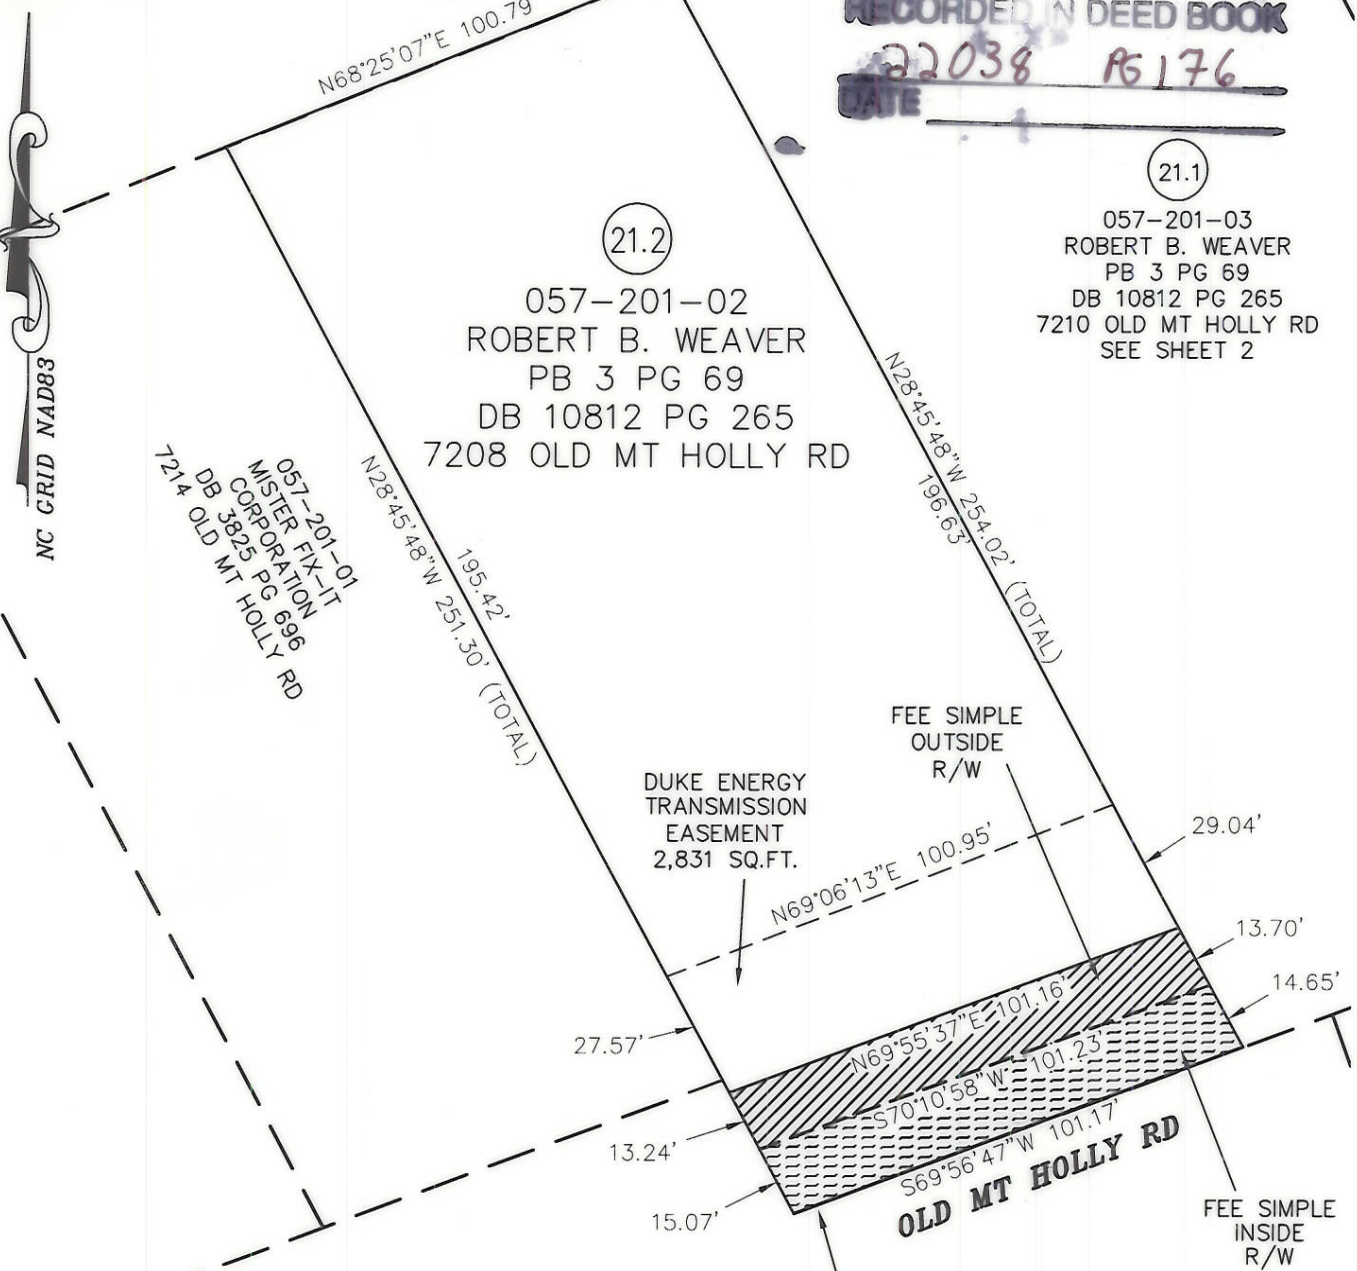 RECORDED IN DEED BOOK
22038 PG 176
DATE
N68°25'07"E 100.79
21.1
057-201-03
ROBERT B. WEAVER
PB 3 PG 69
DB 10812 PG 265
7210 OLD MT HOLLY RD
SEE SHEET 2
21.2
057-201-02
ROBERT B. WEAVER
PB 3 PG 69
DB 10812 PG 265
7208 OLD MT HOLLY RD
NC GRID NAD83
057-201-01
MISTER FIX-IT
CORPORATION
DB 3825 PG 696
7214 OLD MT HOLLY RD
195.42'
N28°45'48"W 251.30' (TOTAL)
N28°45'48"W 254.02' (TOTAL)
196.63'
FEE SIMPLE
OUTSIDE
R/W
DUKE ENERGY
TRANSMISSION
EASEMENT
2,831 SQ.FT.
N69°06'13"E 100.95'
29.04'
13.70'
14.65'
27.57'
13.24'
15.07'
N69°55'37"E 101.16'
S70°10'58"W 101.23'
S69°56'47"W 101.17'
OLD MT HOLLY RD
FEE SIMPLE
INSIDE
R/W